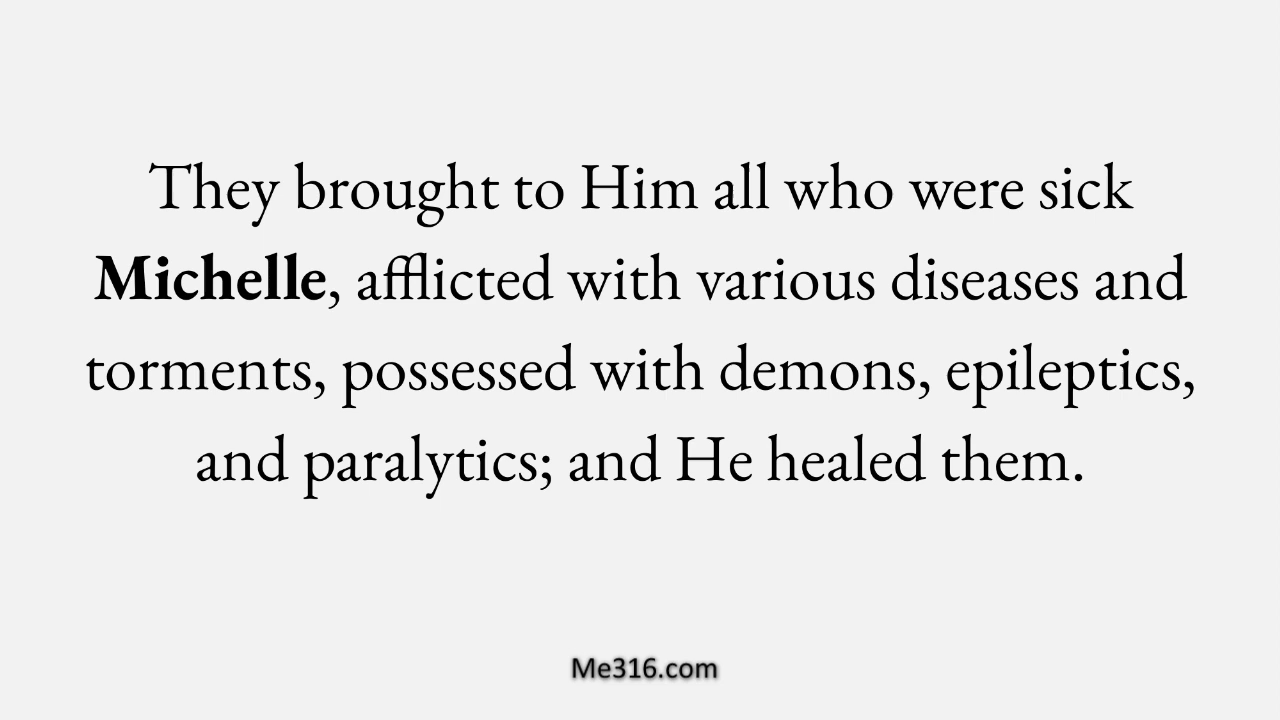 They brought to Him all who were sick
Michelle, afflicted with various diseases and
torments, possessed with demons, epileptics,
and paralytics; and He healed them.
Me316.com